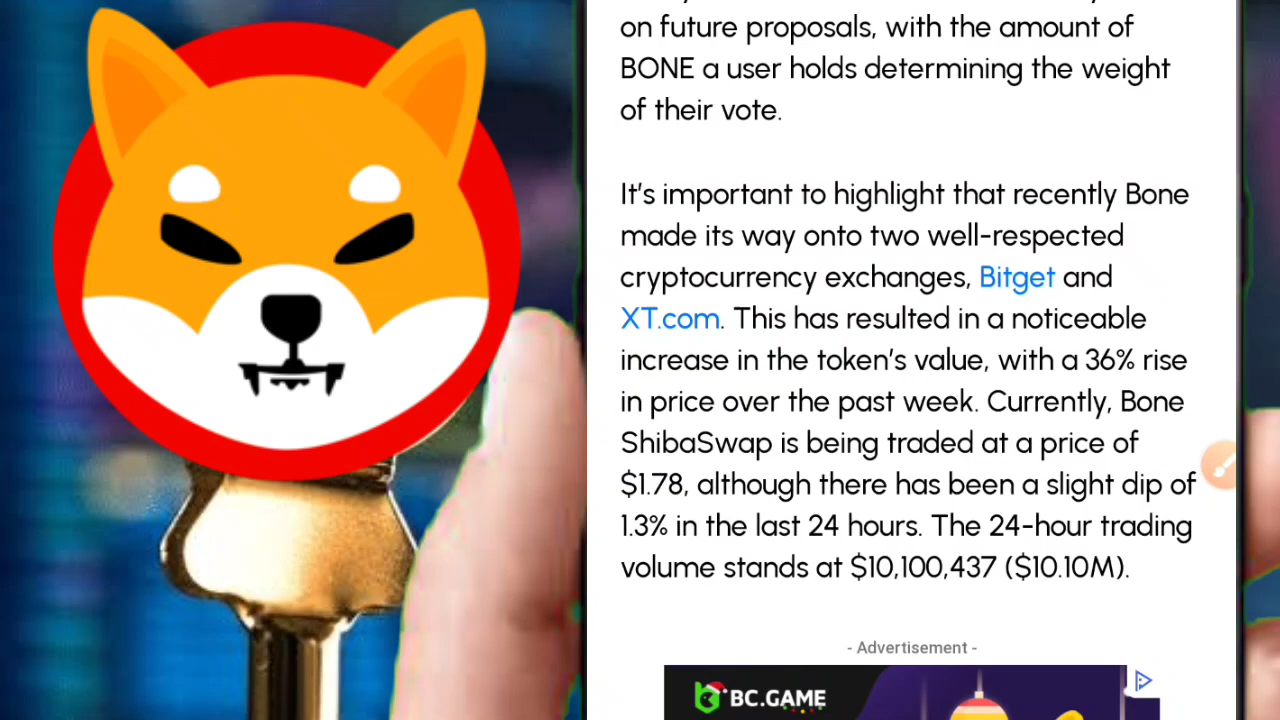 on future proposals, with the amount of
BONE a user holds determining the weight
of their vote.
It's important to highlight that recently Bone
made its way onto two well-respected
cryptocurrency exchanges, Bitget and
XT.com. This has resulted in a noticeable
increase in the token's value, with a 36% rise
in price over the past week. Currently, Bone
ShibaSwap is being traded at a price of
$1.78, although there has been a slight dip of
1.3% in the last 24 hours. The 24-hour trading
volume stands at $10,100,437 ($10.10M).
- Advertisement -
BC.GAME